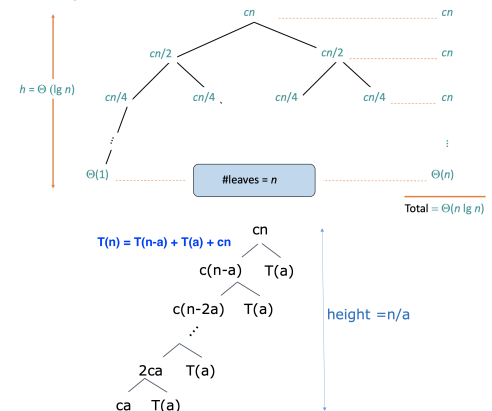 cn cn
cn/2 cn/2 cn
h = Θ (lg n) cn/4 cn/4 cn/4 cn/4 cn
⋮ ⋮
Θ(1) #leaves = n Θ(n)
Total = Θ(n lg n)
T(n) = T(n-a) + T(a) + cn
cn
c(n-a) T(a)
c(n-2a) T(a)
height =n/a
⋮
2ca T(a)
ca T(a)